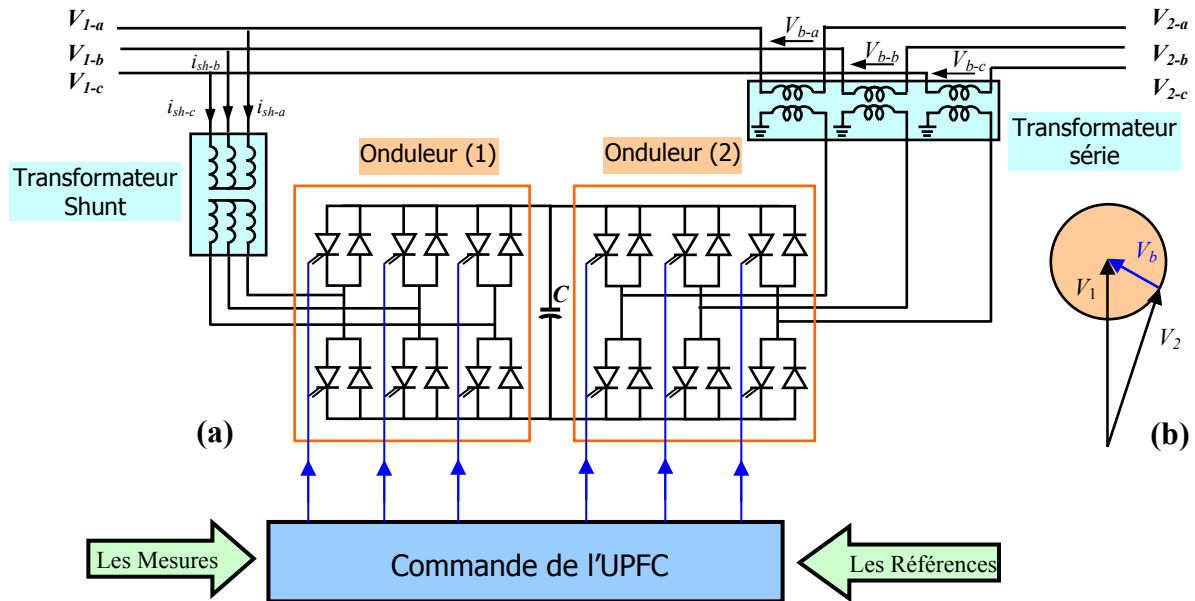 V1-a
V1-b
V1-c
ish-b
ish-c
ish-a
Vb-a
Vb-b
Vb-c
V2-a
V2-b
V2-c
Transformateur
Shunt
Onduleur (1)
Onduleur (2)
Transformateur
série
C
Vb
V1
V2
(a)
(b)
Les Mesures
Commande de l'UPFC
Les Références